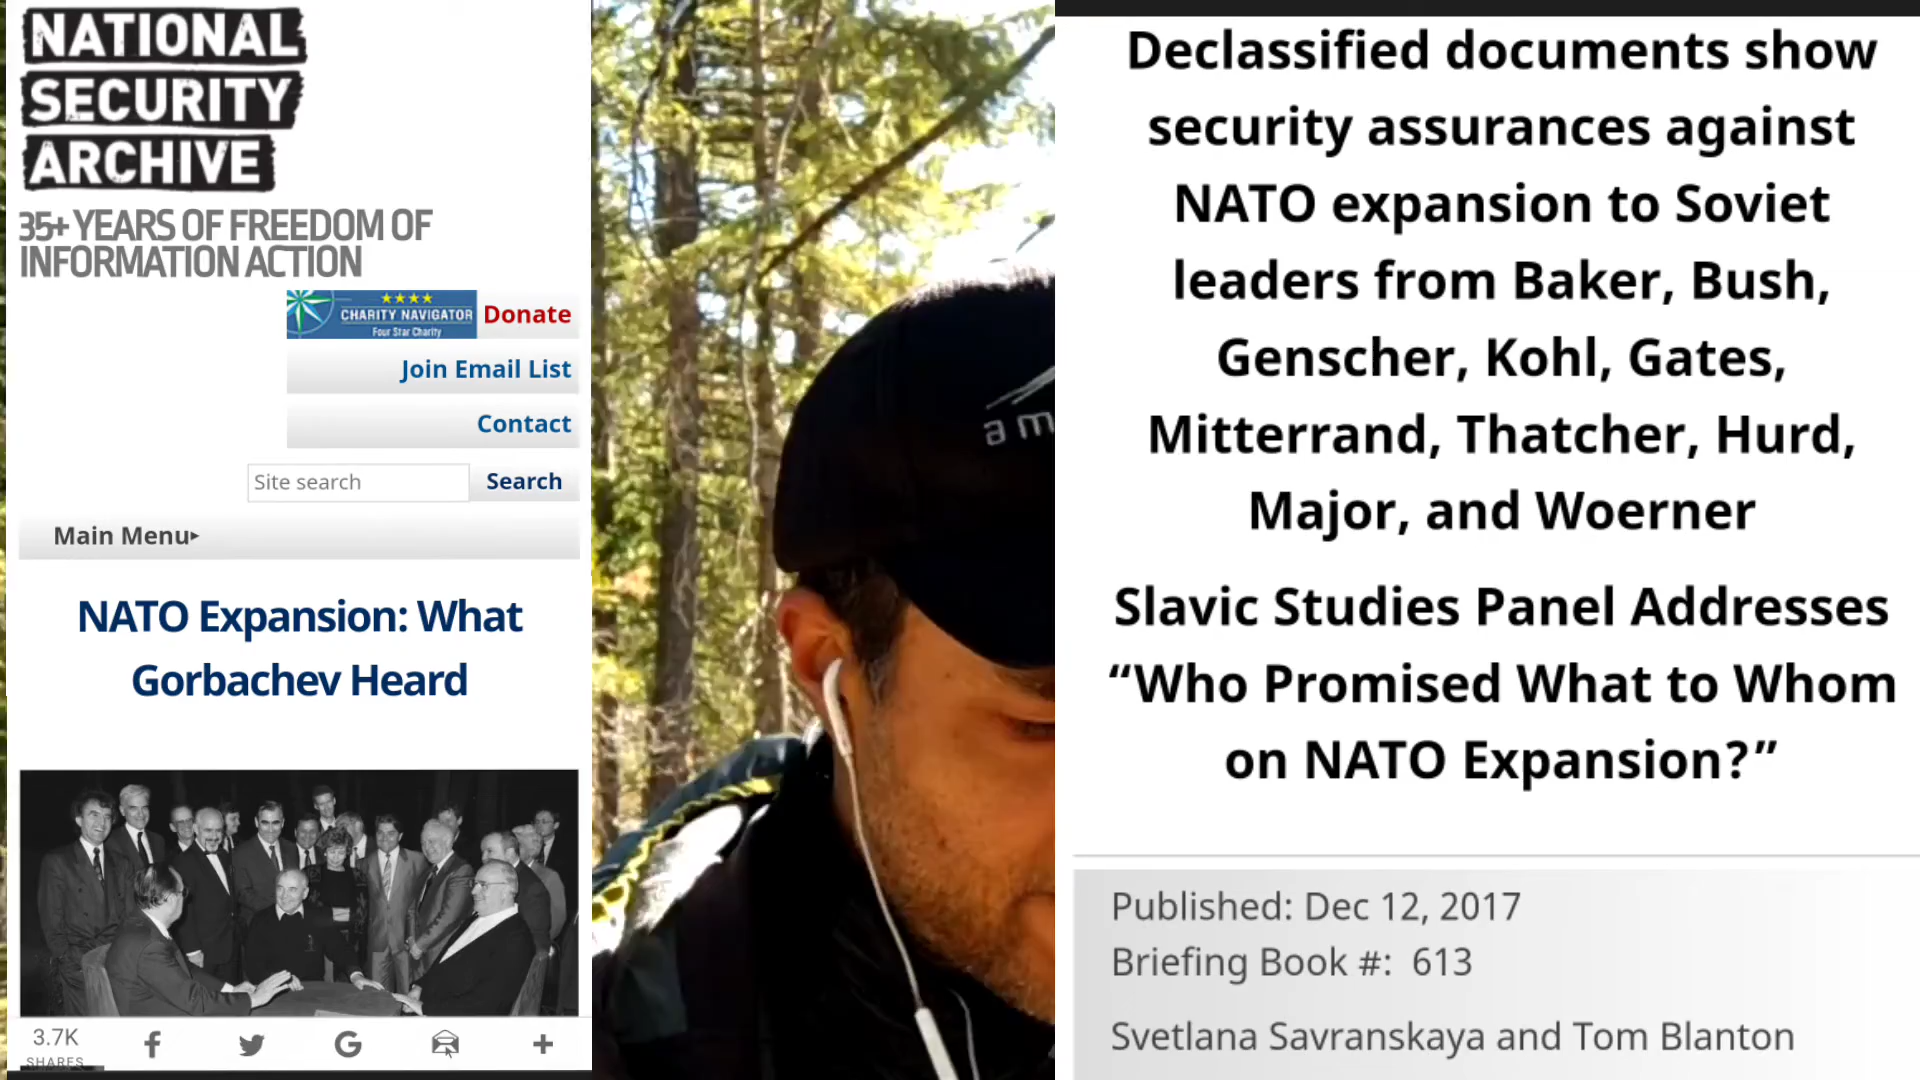 NATIONAL
SECURITY
ARCHIVE
35+ YEARS OF FREEDOM OF
INFORMATION ACTION
CHARITY NAVIGATOR
Four Star Charity
Donate
Join Email List
Contact
Site search
Search
Main Menu▸
NATO Expansion: What
Gorbachev Heard
3.7K
SHARES
am
Declassified documents show
security assurances against
NATO expansion to Soviet
leaders from Baker, Bush,
Genscher, Kohl, Gates,
Mitterrand, Thatcher, Hurd,
Major, and Woerner
Slavic Studies Panel Addresses
“Who Promised What to Whom
on NATO Expansion?”
Published: Dec 12, 2017
Briefing Book #: 613
Svetlana Savranskaya and Tom Blanton